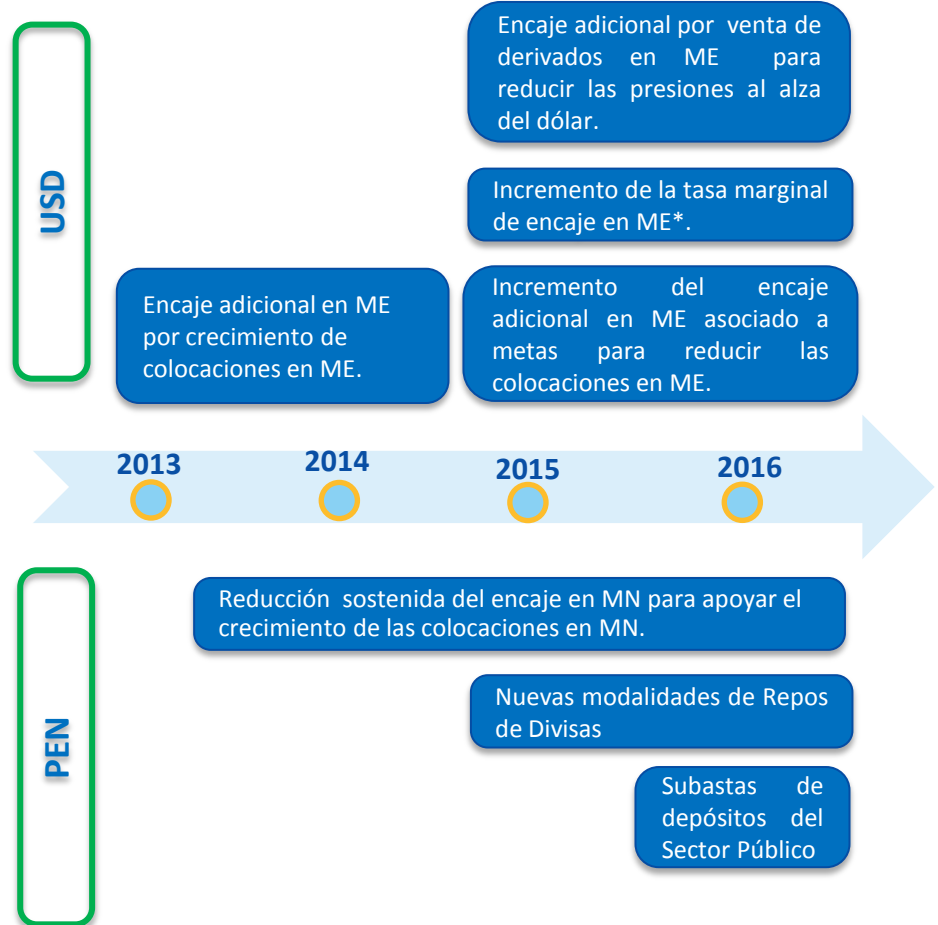 USD
Encaje adicional por venta de
derivados en ME para
reducir las presiones al alza
del dólar.
Incremento de la tasa marginal
de encaje en ME*.
Encaje adicional en ME
por crecimiento de
colocaciones en ME.
Incremento del encaje
adicional en ME asociado a
metas para reducir las
colocaciones en ME.
2013
2014
2015
2016
PEN
Reducción sostenida del encaje en MN para apoyar el
crecimiento de las colocaciones en MN.
Nuevas modalidades de Repos
de Divisas
Subastas de
depósitos del
Sector Público